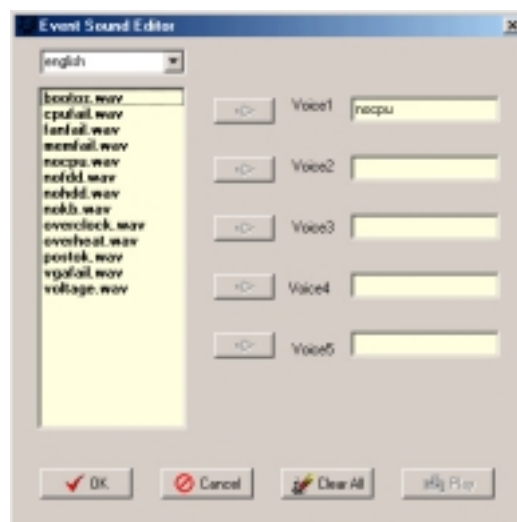 Event Sound Editor
english
bootos.wav
cpufail.wav
fanfail.wav
memfail.wav
nocpu.wav
nofdd.wav
nohdd.wav
nokb.wav
overclock.wav
overheat.wav
postok.wav
vgafail.wav
voltage.wav
Voice1
nocpu
Voice2
Voice3
Voice4
Voice5
OK
Cancel
Clear All
Play